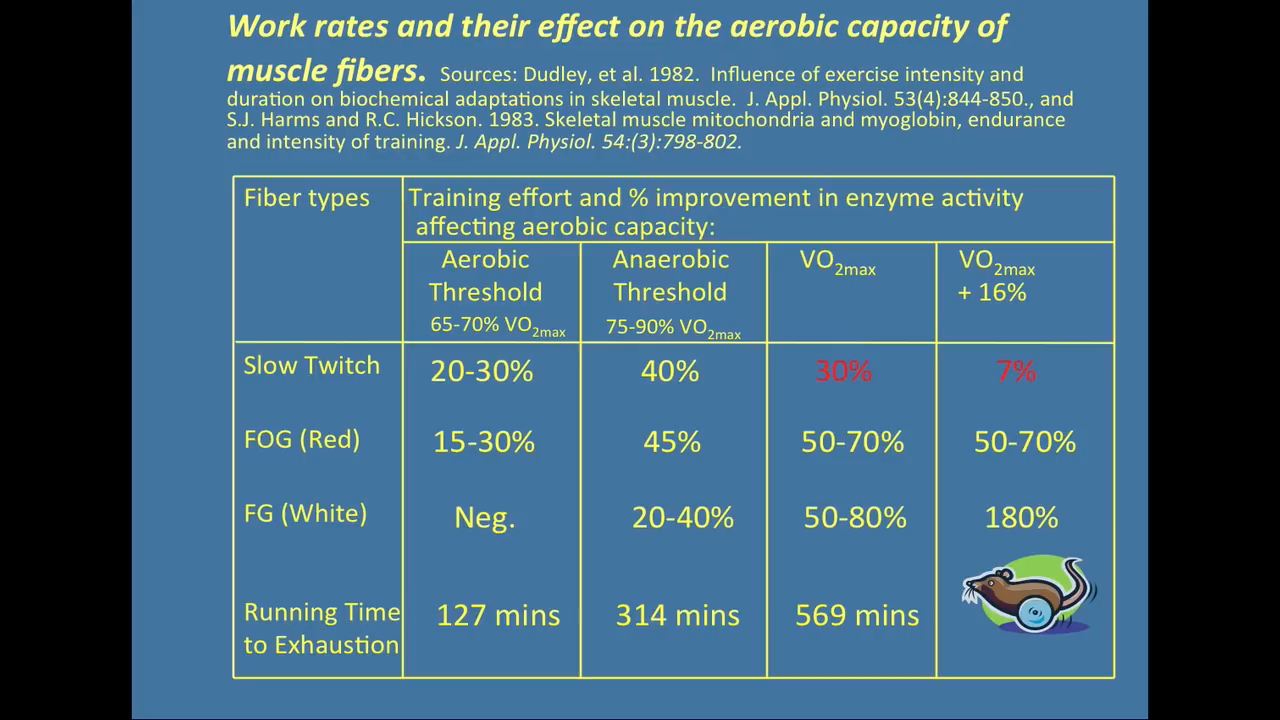 Work rates and their effect on the aerobic capacity of
muscle fibers. Sources: Dudley, et al. 1982. Influence of exercise intensity and
duration on biochemical adaptations in skeletal muscle. J. Appl. Physiol. 53(4):844-850., and
S.J. Harms and R.C. Hickson. 1983. Skeletal muscle mitochondria and myoglobin, endurance
and intensity of training. J. Appl. Physiol. 54:(3):798-802.
Fiber types
Training effort and % improvement in enzyme activity
affecting aerobic capacity:
Aerobic
Threshold
65-70% VO2max
Anaerobic
Threshold
75-90% VO2max
VO2max
VO2max
+ 16%
Slow Twitch 20-30% 40% 30% 7%
FOG (Red) 15-30% 45% 50-70% 50-70%
FG (White) Neg. 20-40% 50-80% 180%
Running Time
to Exhaustion
127 mins 314 mins 569 mins